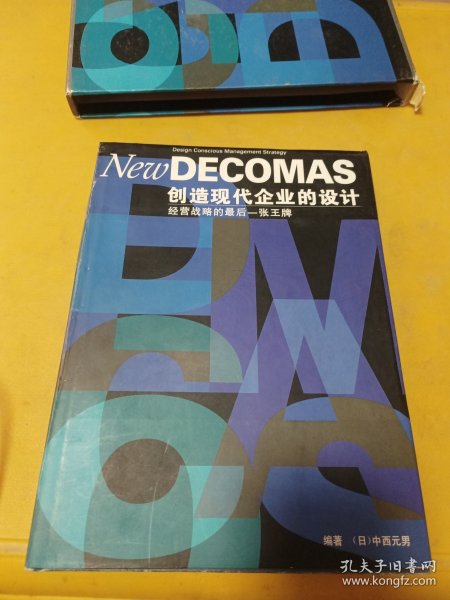 Design Conscious Management Strategy
New DECOMAS
创造现代企业的设计
经营战略的最后一张王牌
编著 （日）中西元男
孔夫子旧书网
www.kongfz.com